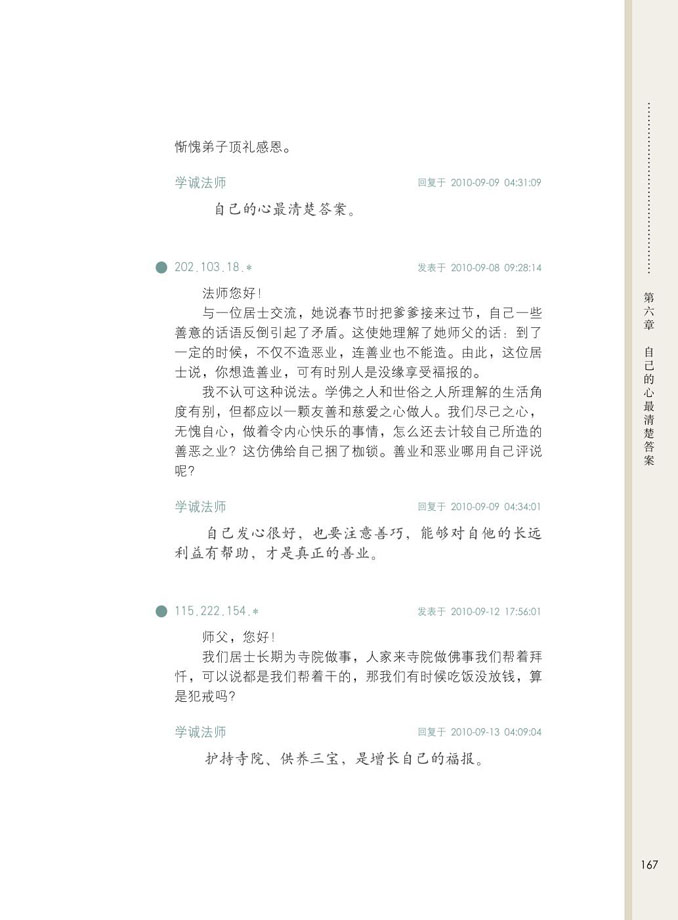 惭愧弟子顶礼感恩。
学诚法师 回复于 2010-09-09 04:31:09
自己的心最清楚答案。
202.103.18.* 发表于 2010-09-08 09:28:14
法师您好！
与一位居士交流，她说春节时把爹爹接来过节，自己一些
善意的话语反倒引起了矛盾。这使她理解了她师父的话：到了
一定的时候，不仅不造恶业，连善业也不能造。由此，这位居
士说，你想造善业，可有时别人是没缘享受福报的。
我不认可这种说法。学佛之人和世俗之人所理解的生活角
度有别，但都应以一颗友善和慈爱之心做人。我们尽己之心，
无愧自心，做着令内心快乐的事情，怎么还去计较自己所造的
善恶之业？这仿佛给自己捆了枷锁。善业和恶业哪用自己评说
呢？
学诚法师 回复于 2010-09-09 04:34:01
自己发心很好，也要注意善巧，能够对自他的长远
利益有帮助，才是真正的善业。
115.222.154.* 发表于 2010-09-12 17:56:01
师父，您好！
我们居士长期为寺院做事，人家来寺院做佛事我们帮着拜
忏，可以说都是我们帮着干的，那我们有时候吃饭没放钱，算
是犯戒吗？
学诚法师 回复于 2010-09-13 04:09:04
护持寺院、供养三宝，是增长自己的福报。
第六章 自己的心最清楚答案
167